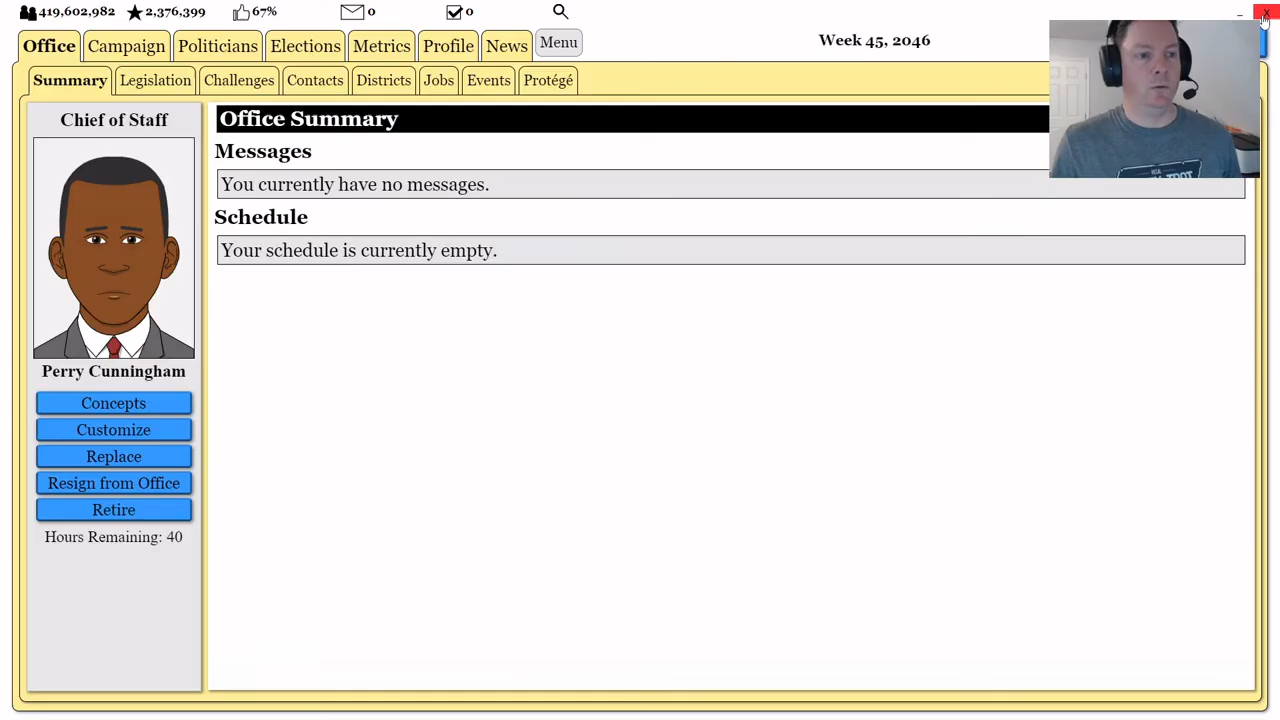 419,602,982 2,376,399 67% 0 0 _ x
Office Campaign Politicians Elections Metrics Profile News Menu Week 45, 2046
Summary Legislation Challenges Contacts Districts Jobs Events Protégé
Chief of Staff
Perry Cunningham
Concepts
Customize
Replace
Resign from Office
Retire
Hours Remaining: 40
Office Summary
Messages
You currently have no messages.
Schedule
Your schedule is currently empty.